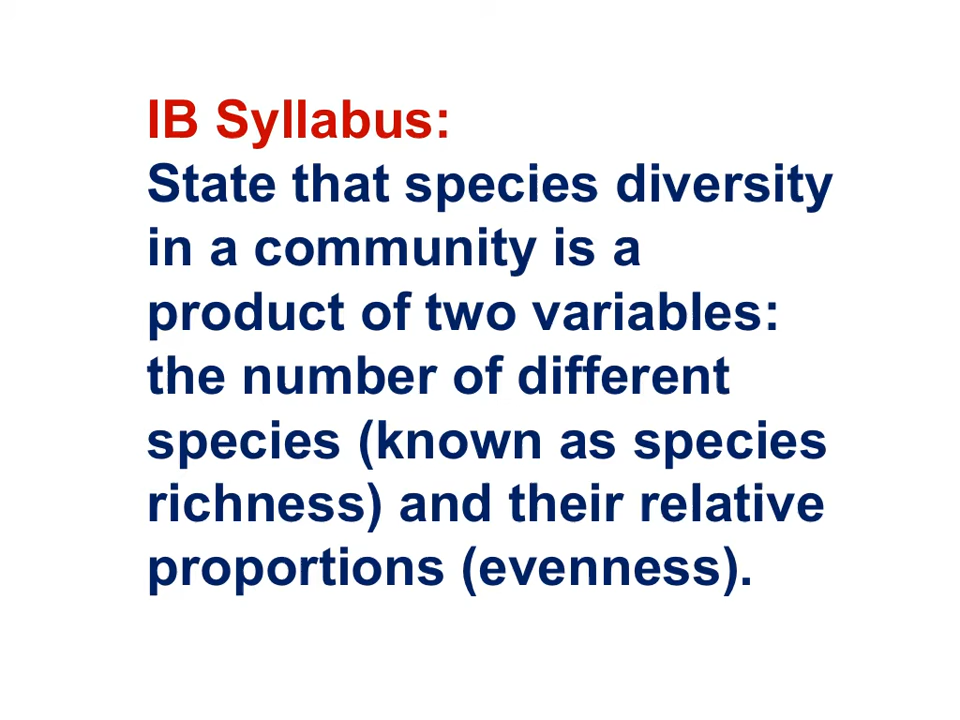 IB Syllabus:
State that species diversity
in a community is a
product of two variables:
the number of different
species (known as species
richness) and their relative
proportions (evenness).